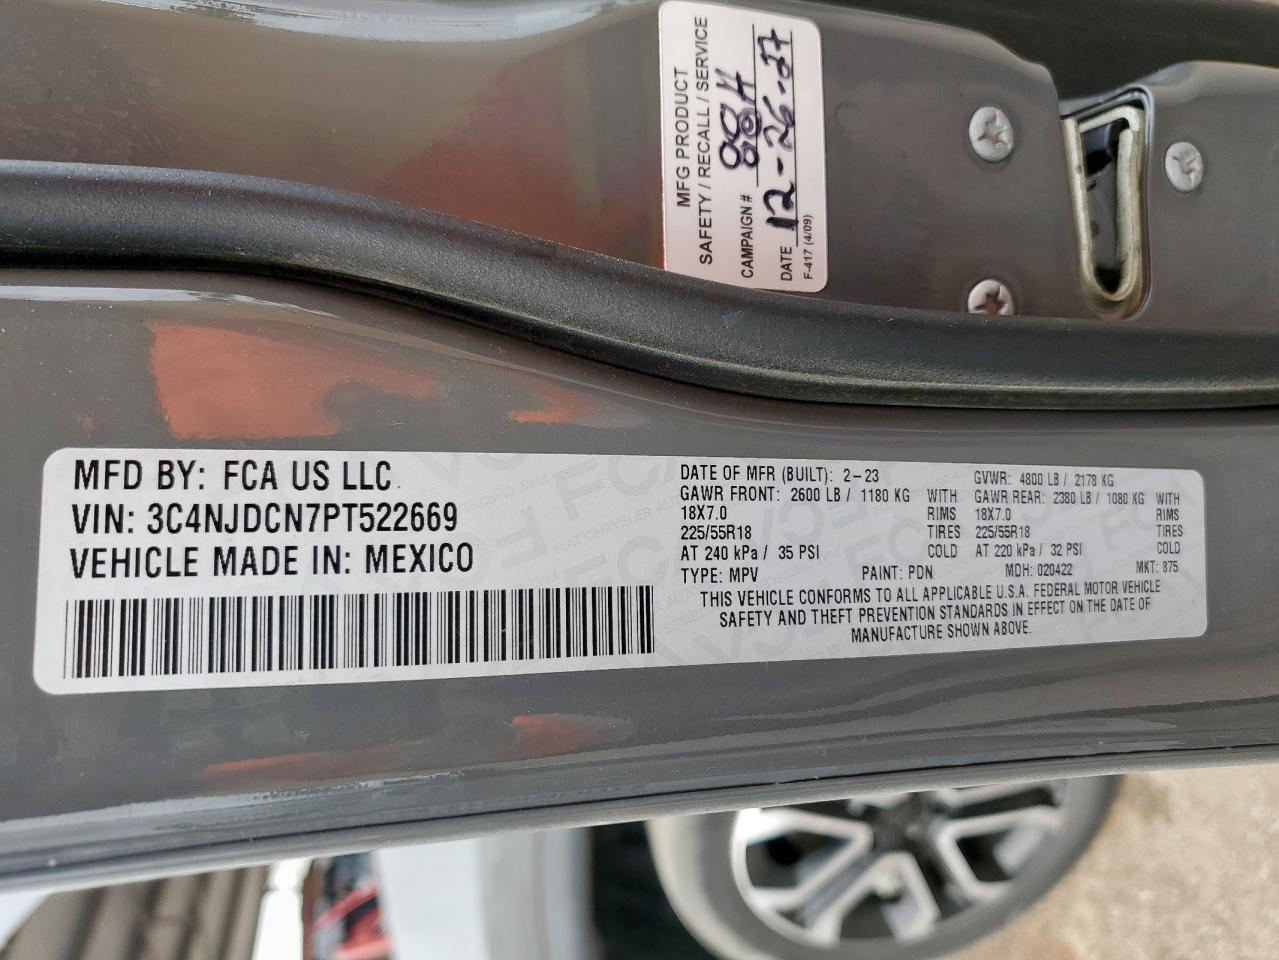 MFG PRODUCT
SAFETY / RECALL / SERVICE
CAMPAIGN # 88H
DATE 12-26-27
F-417 (4/09)
MFD BY: FCA US LLC
VIN: 3C4NJDCN7PT522669
VEHICLE MADE IN: MEXICO
DATE OF MFR (BUILT): 2-23 GVWR: 4800 LB / 2178 KG
GAWR FRONT: 2600 LB / 1180 KG WITH GAWR REAR: 2380 LB / 1080 KG WITH
18X7.0 RIMS 18X7.0 RIMS
225/55R18 TIRES 225/55R18 TIRES
AT 240 kPa / 35 PSI COLD AT 220 kPa / 32 PSI COLD
TYPE: MPV PAINT: PDN MDH: 020422 MKT: 875
THIS VEHICLE CONFORMS TO ALL APPLICABLE U.S.A. FEDERAL MOTOR VEHICLE
SAFETY AND THEFT PREVENTION STANDARDS IN EFFECT ON THE DATE OF
MANUFACTURE SHOWN ABOVE.